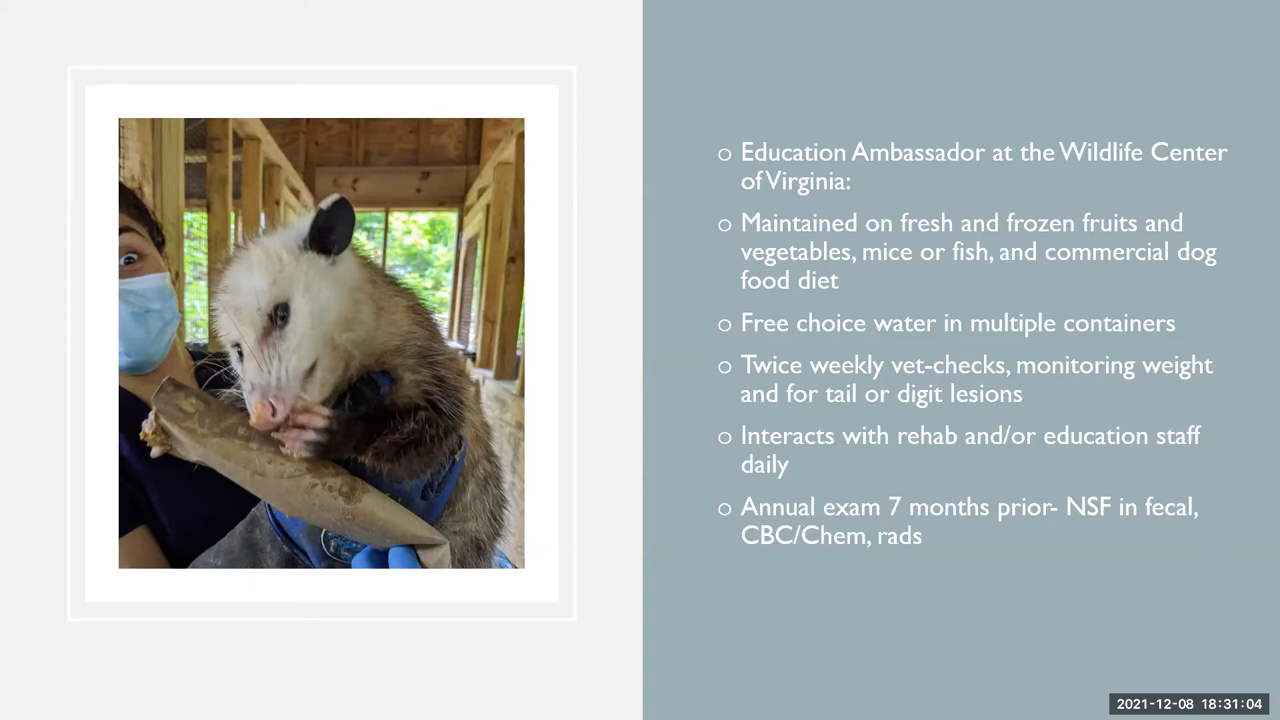 o Education Ambassador at the Wildlife Center
of Virginia:
o Maintained on fresh and frozen fruits and
vegetables, mice or fish, and commercial dog
food diet
o Free choice water in multiple containers
o Twice weekly vet-checks, monitoring weight
and for tail or digit lesions
o Interacts with rehab and/or education staff
daily
o Annual exam 7 months prior- NSF in fecal,
CBC/Chem, rads
2021-12-08 18:31:04